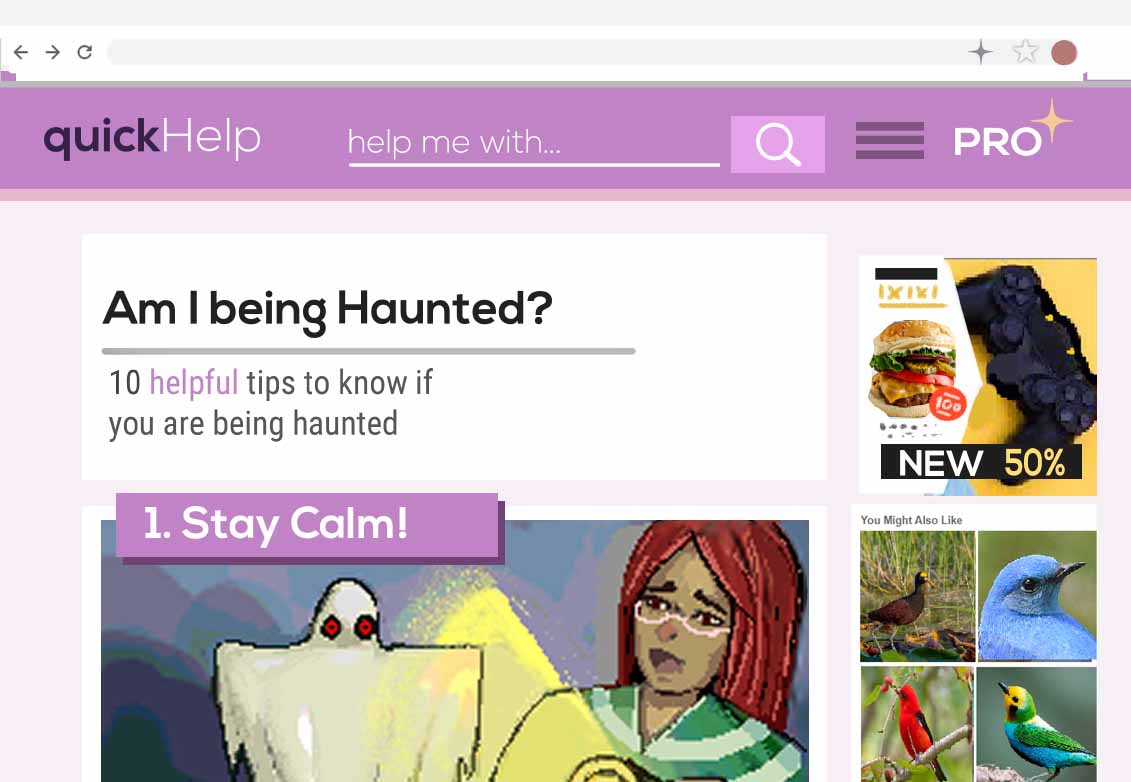 quickHelp
help me with...
PRO
Am I being Haunted?
10 helpful tips to know if
you are being haunted
1. Stay Calm!
100
NEW 50%
You Might Also Like